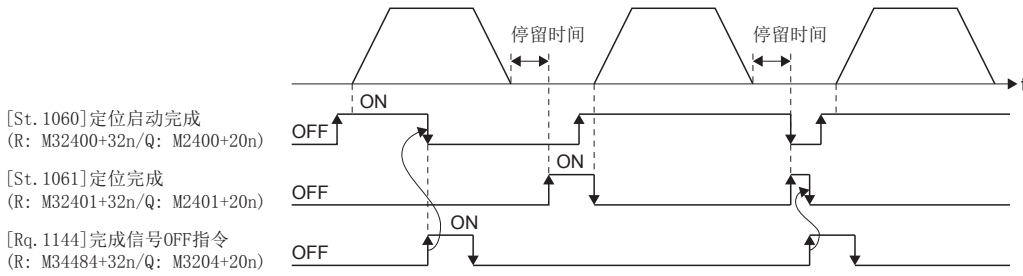 停留时间
停留时间
t
ON
[St.1060]定位启动完成
(R: M32400+32n/Q: M2400+20n)
OFF
ON
[St.1061]定位完成
(R: M32401+32n/Q: M2401+20n)
OFF
ON
[Rq.1144]完成信号OFF指令
(R: M34484+32n/Q: M3204+20n)
OFF